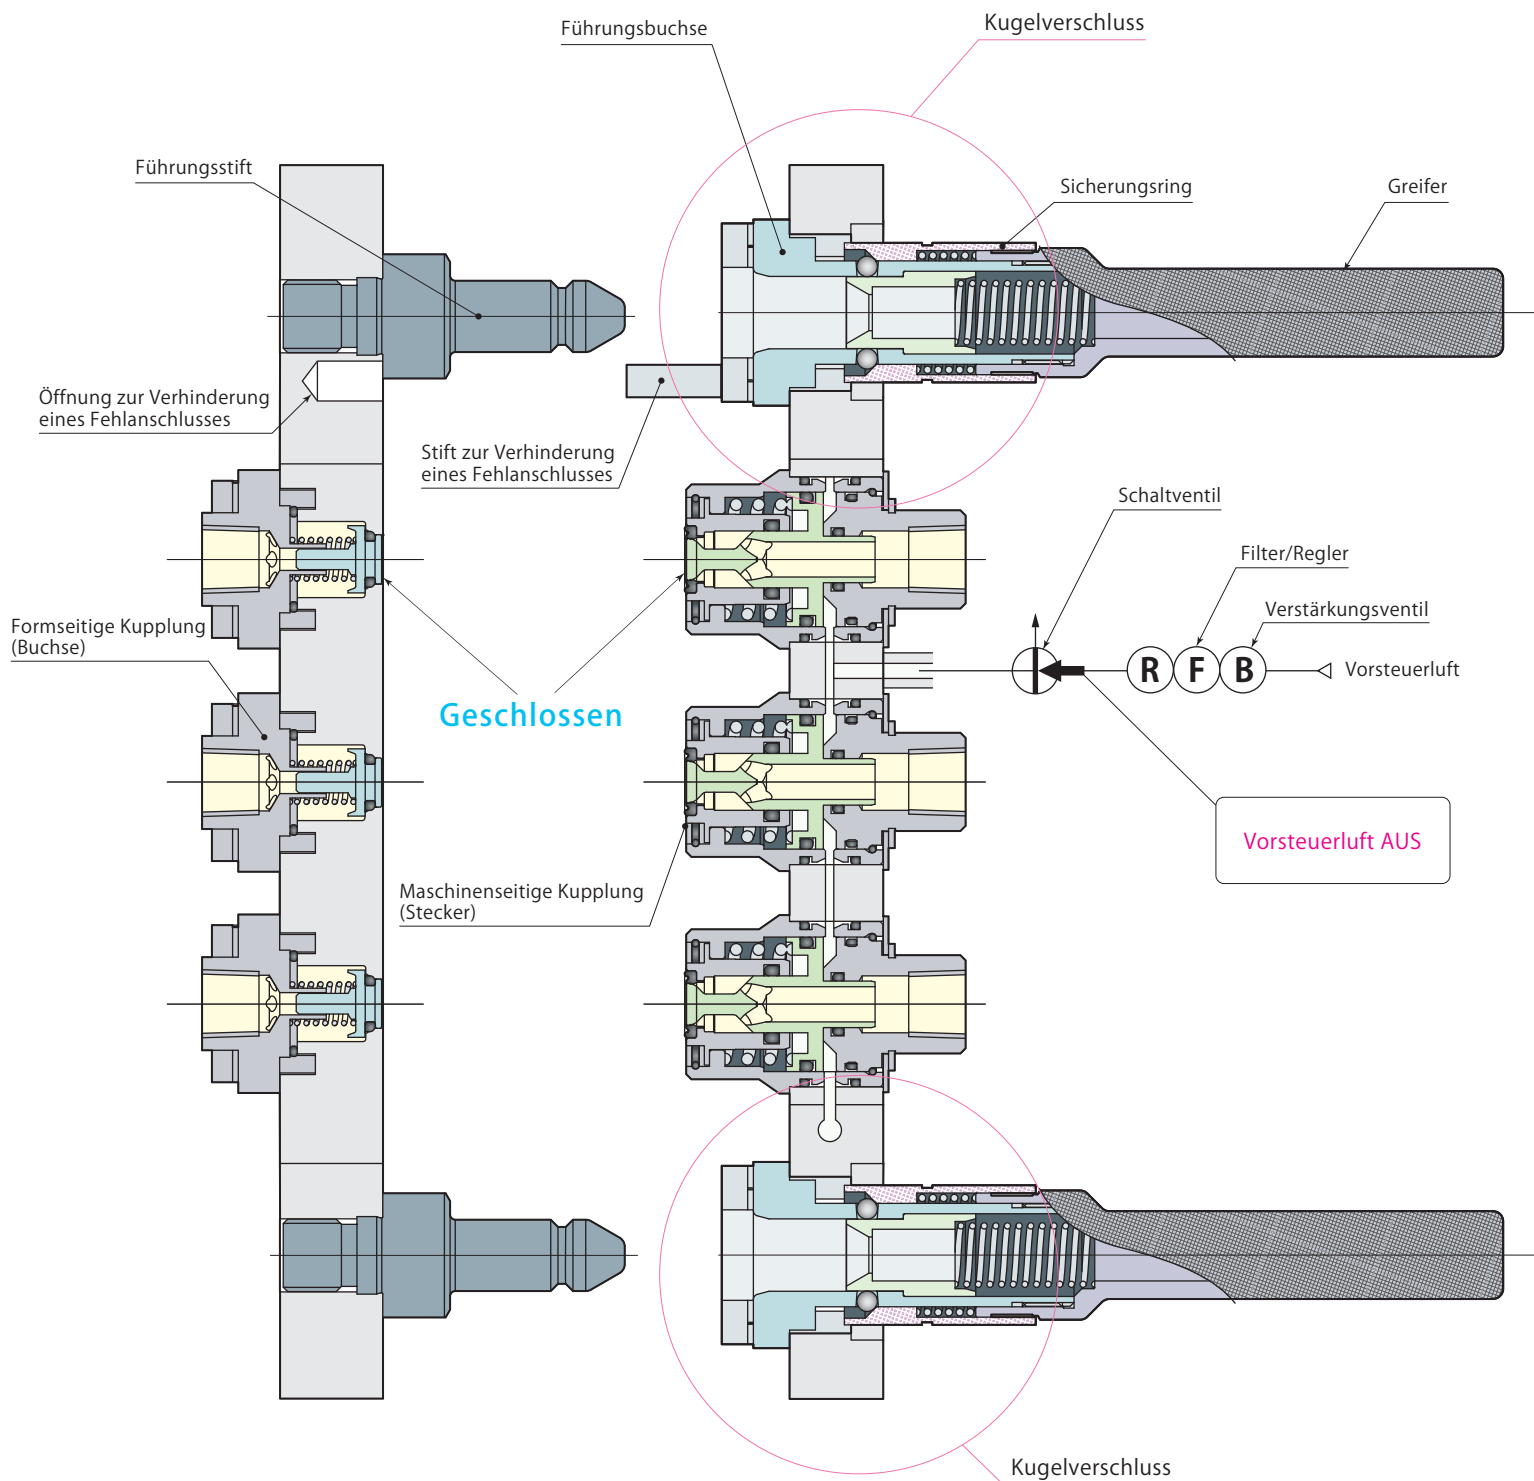 Führungsbuchse
Kugelverschluss
Führungsstift
Sicherungsring
Greifer
Öffnung zur Verhinderung
eines Fehlanschlusses
Stift zur Verhinderung
eines Fehlanschlusses
Schaltventil
Filter/Regler
Verstärkungsventil
Formseitige Kupplung
(Buchse)
R F B
Vorsteuerluft
Geschlossen
Vorsteuerluft AUS
Maschinenseitige Kupplung
(Stecker)
Kugelverschluss